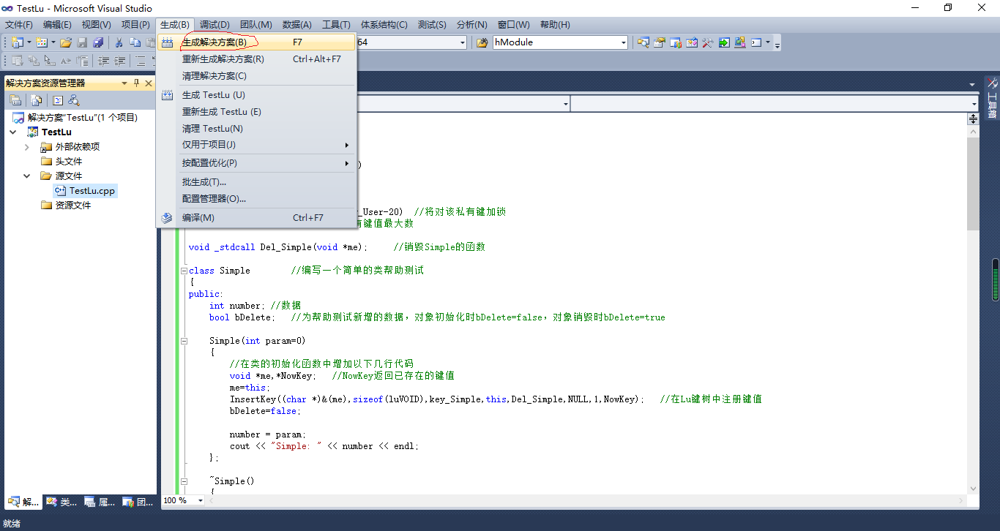 TestLu - Microsoft Visual Studio
文件(F) 编辑(E) 视图(V) 项目(P) 生成(B) 调试(D) 团队(M) 数据(A) 工具(T) 体系结构(C) 测试(S) 分析(N) 窗口(W) 帮助(H)
生成解决方案(B) F7
64
hModule
重新生成解决方案(R) Ctrl+Alt+F7
清理解决方案(C)
生成 TestLu (U)
重新生成 TestLu (E)
清理 TestLu(N)
仅用于项目(J)
按配置优化(P)
批生成(T)...
配置管理器(O)...
编译(M) Ctrl+F7
解决方案资源管理器
解决方案"TestLu"(1 个项目)
TestLu
外部依赖项
头文件
源文件
TestLu.cpp
资源文件
工具箱
)
_User-20) //将对该私有键加锁
有键值最大数
void _stdcall Del_Simple(void *me); //销毁Simple的函数
class Simple //编写一个简单的类帮助测试
{
public:
int number; //数据
bool bDelete; //为帮助测试新增的数据，对象初始化时bDelete=false，对象销毁时bDelete=true
Simple(int param=0)
{
//在类的初始化函数中增加以下几行代码
void *me,*NowKey; //NowKey返回已存在的键值
me=this;
InsertKey((char *)&(me),sizeof(luVOID),key_Simple,this,Del_Simple,NULL,1,NowKey); //在Lu键树中注册键值
bDelete=false;
number = param;
cout << "Simple: " << number << endl;
};
~Simple()
{
100 %
解... 类... 属... 团...
就绪